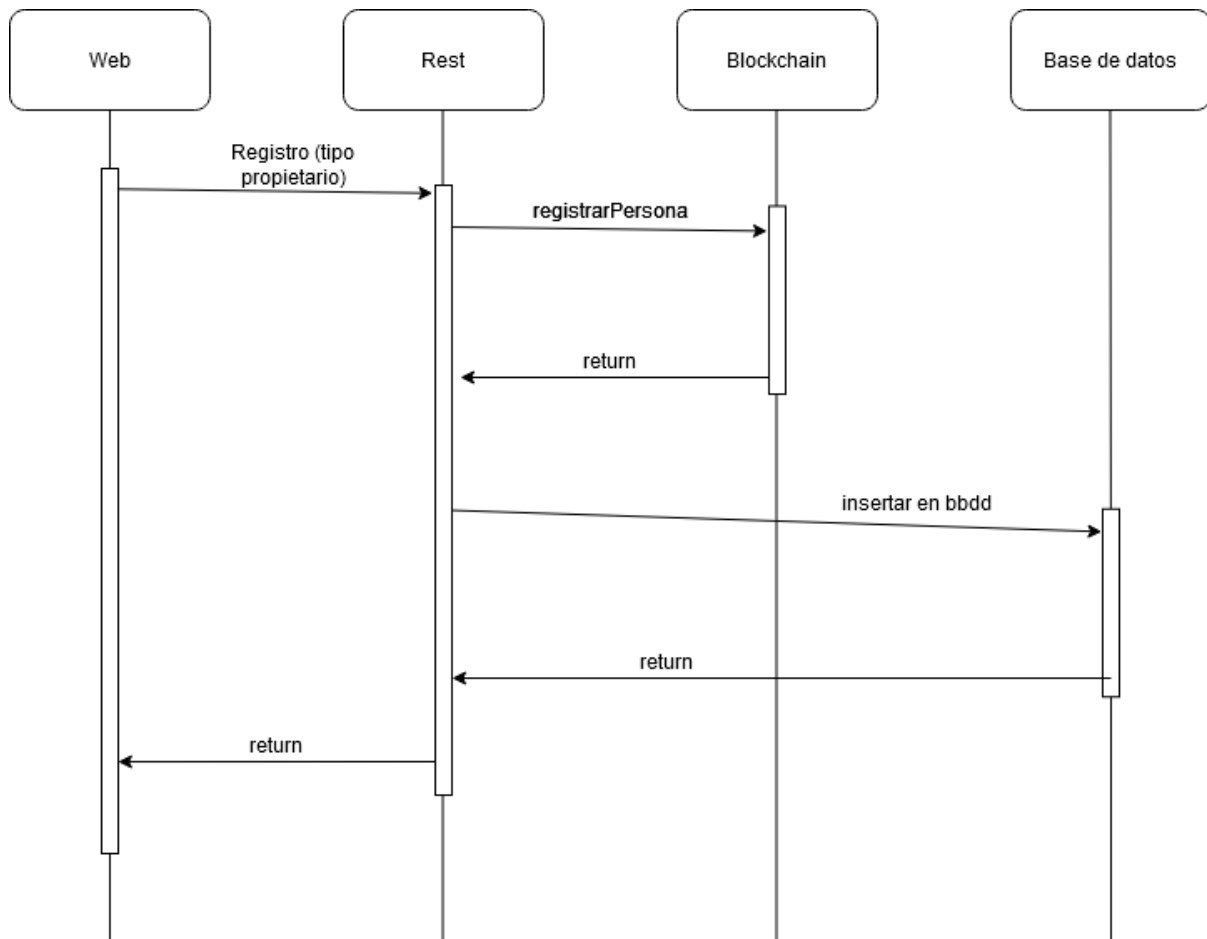 Web
Rest
Blockchain
Base de datos
Registro (tipo
propietario)
registrarPersona
return
insertar en bbdd
return
return